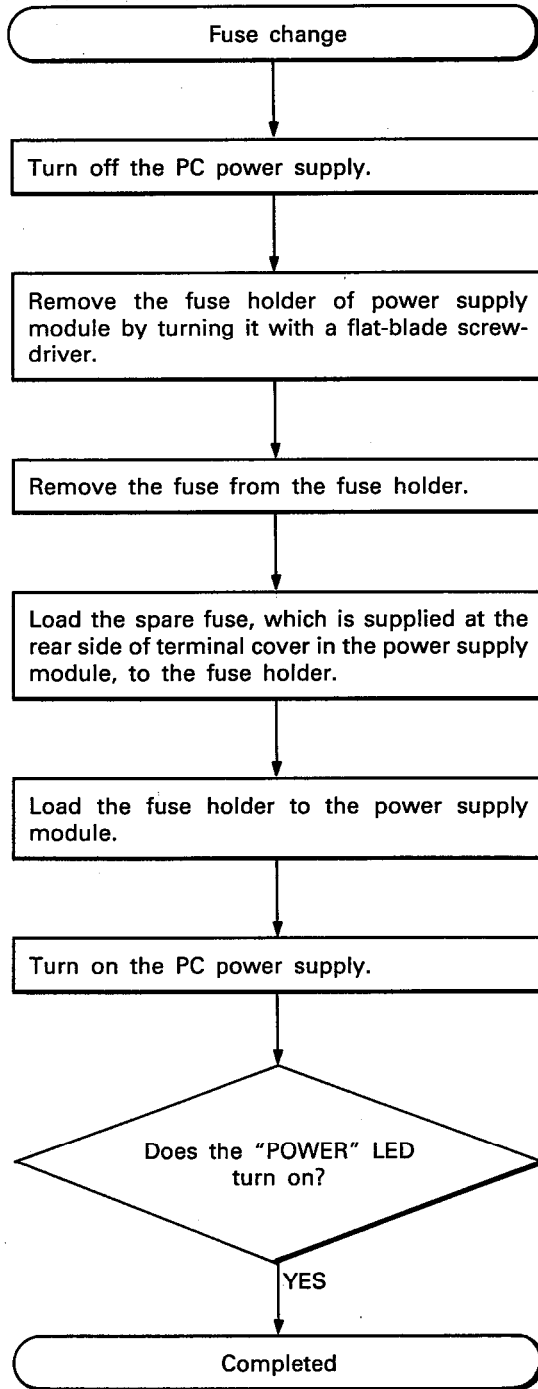 Fuse change
Turn off the PC power supply.
Remove the fuse holder of power supply
module by turning it with a flat-blade screw-
driver.
Remove the fuse from the fuse holder.
Load the spare fuse, which is supplied at the
rear side of terminal cover in the power supply
module, to the fuse holder.
Load the fuse holder to the power supply
module.
Turn on the PC power supply.
Does the “POWER” LED
turn on?
YES
Completed